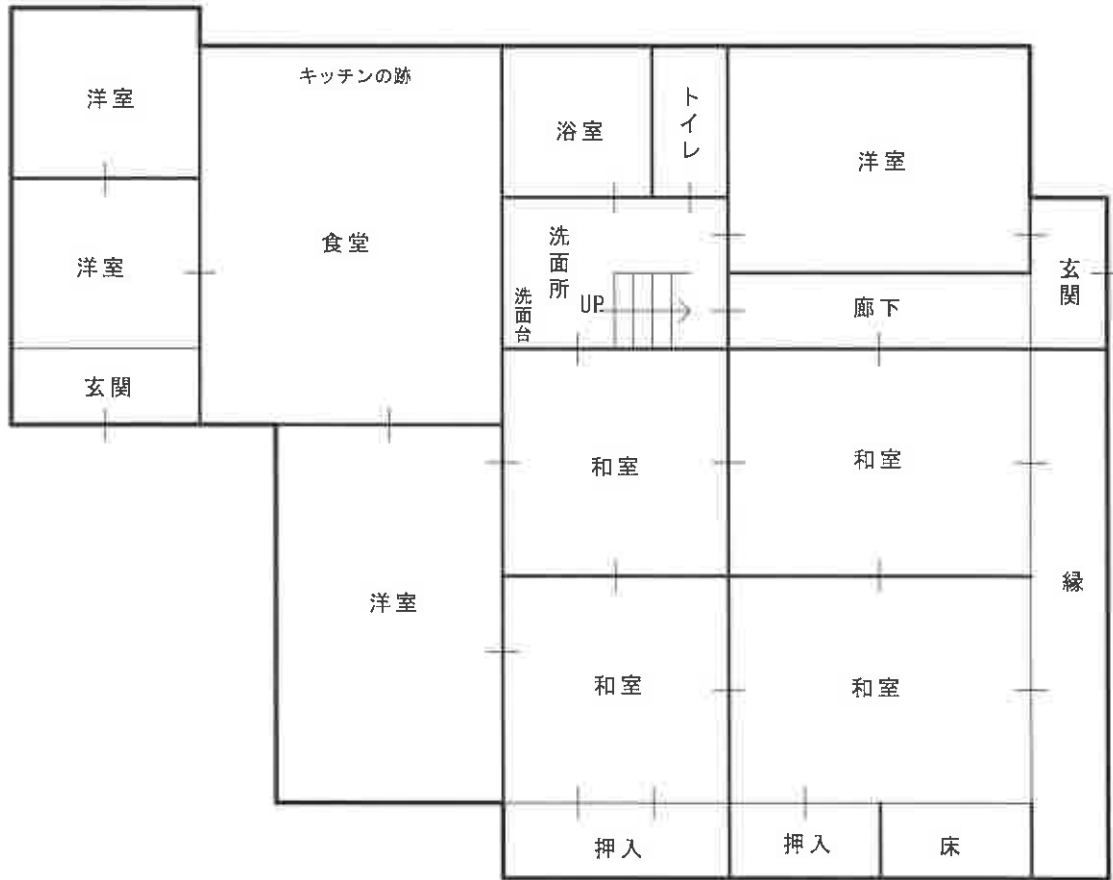 洋室
キッチンの跡
浴室
トイレ
洋室
食堂
洋室
洗面所
玄関
洗面台
UP.
廊下
玄関
和室
和室
洋室
縁
和室
和室
押入
押入
床